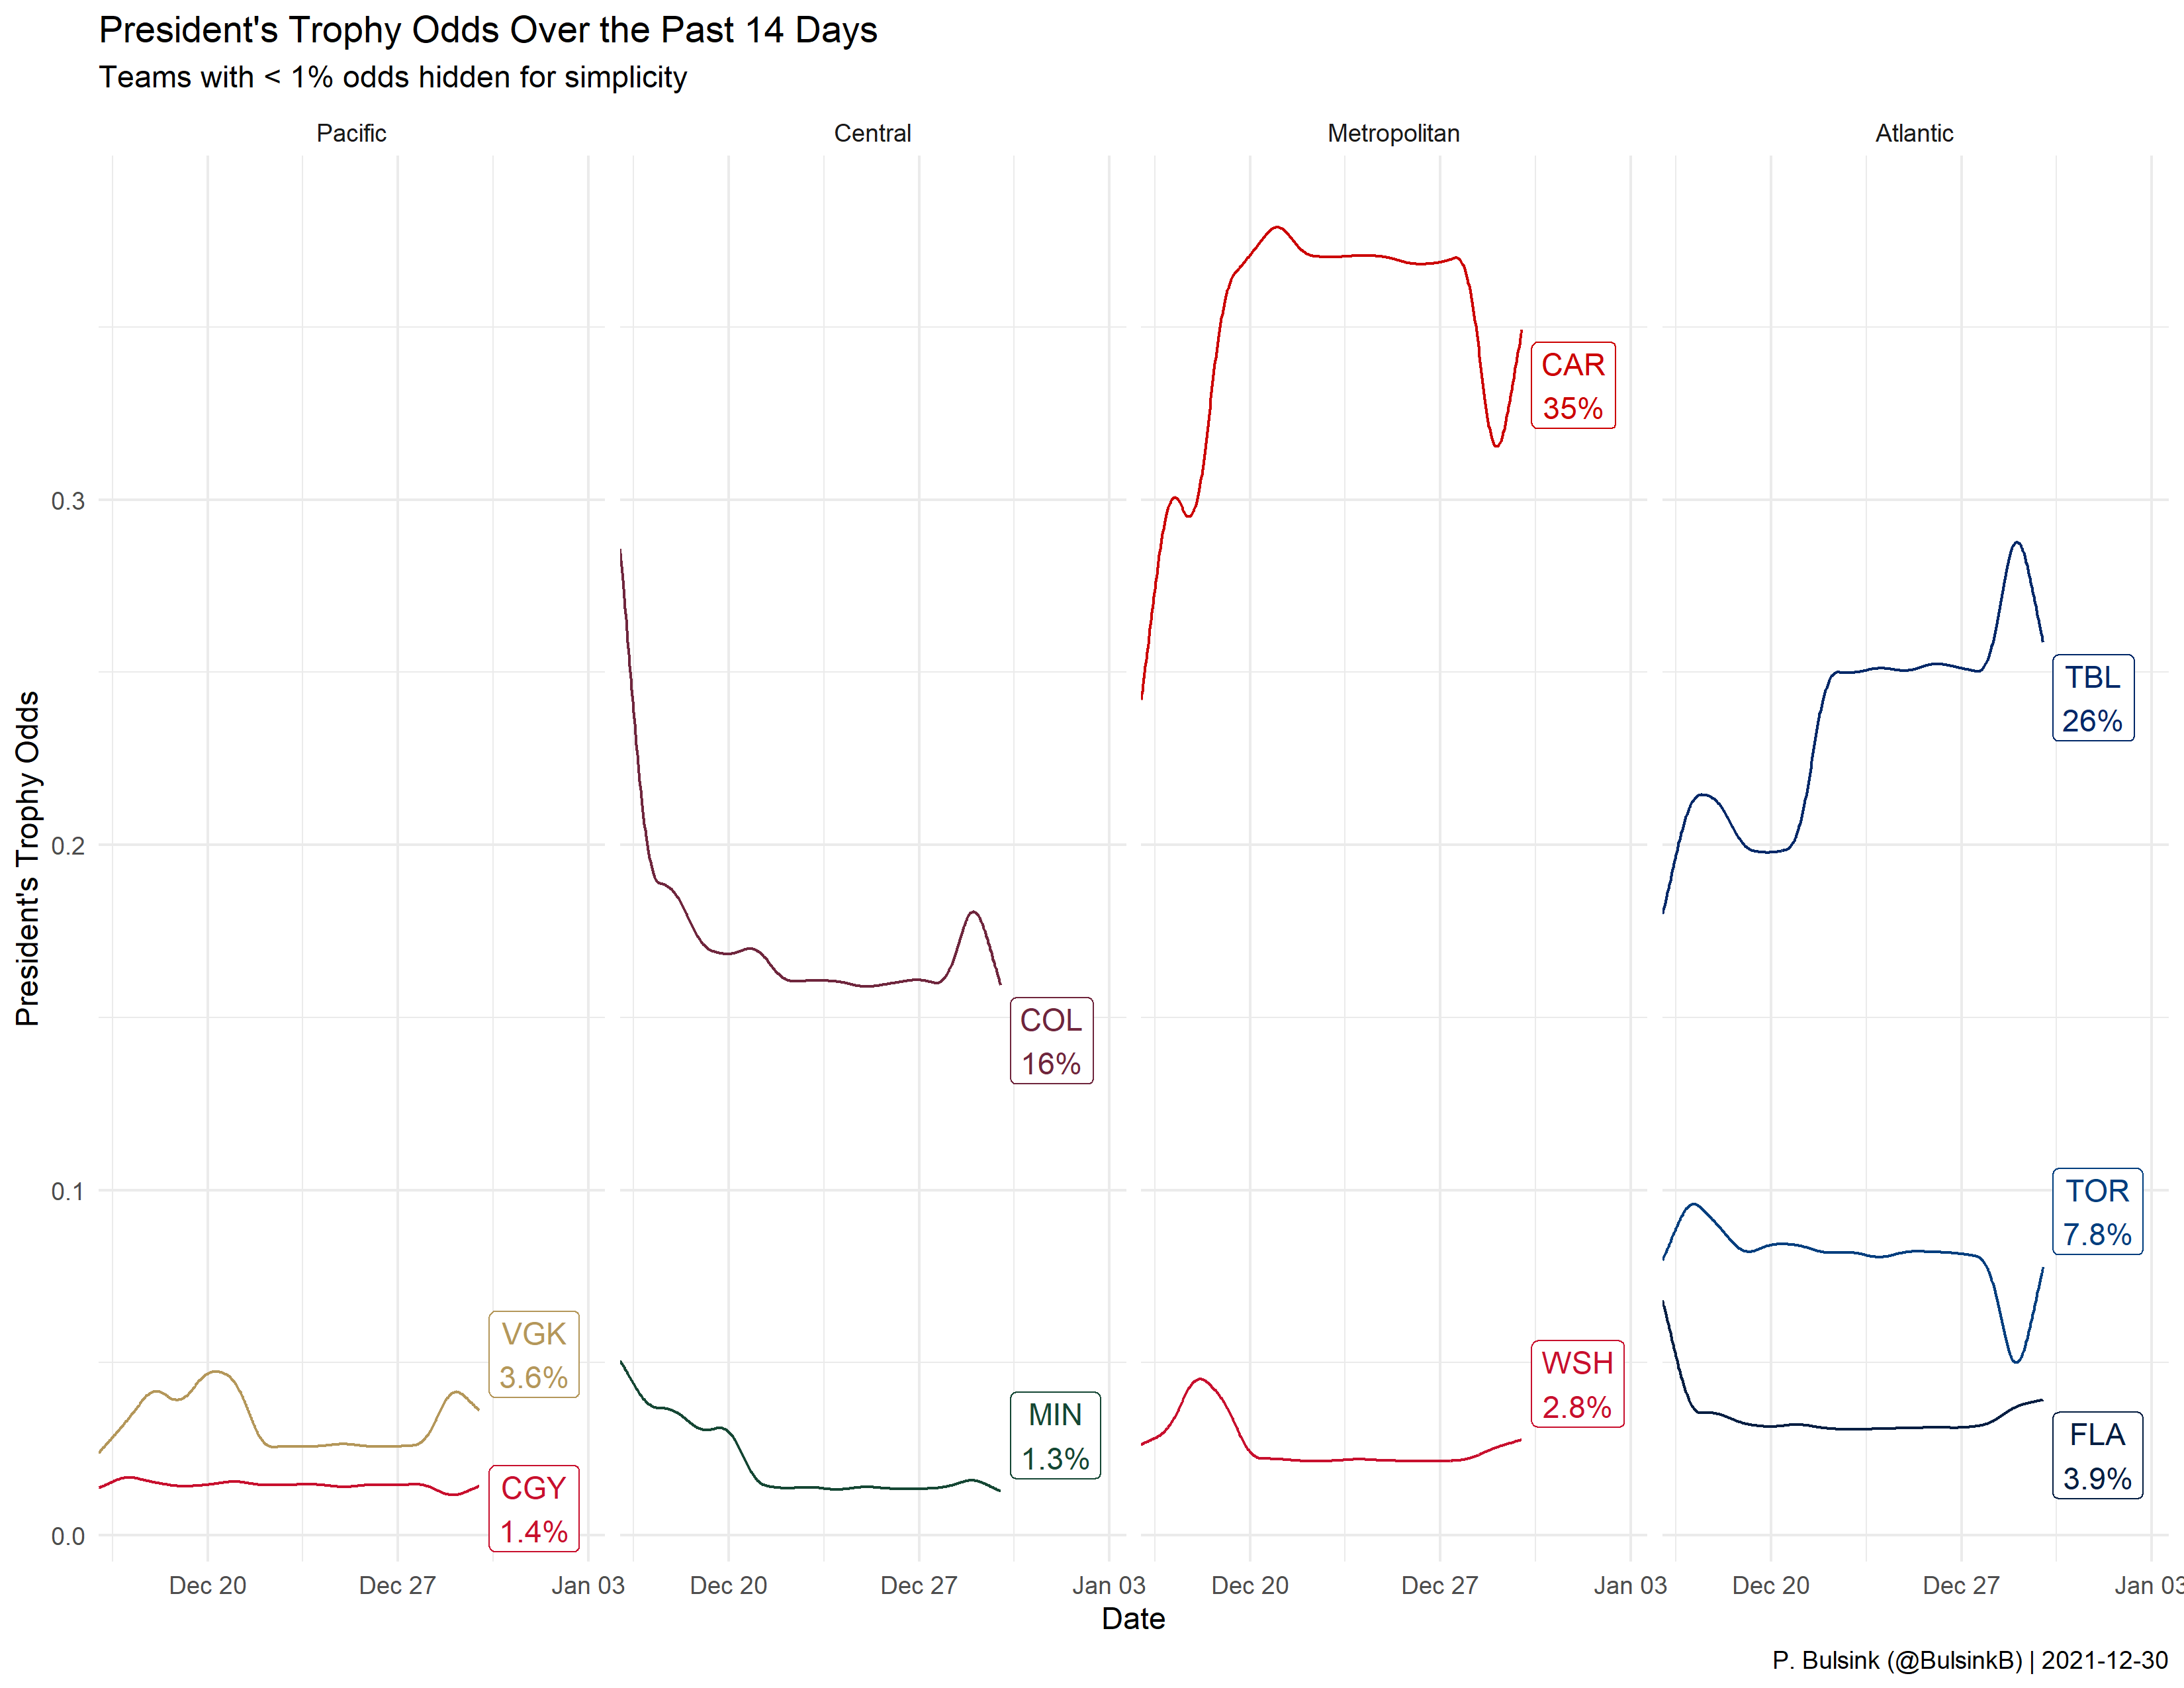 President's Trophy Odds Over the Past 14 Days
Teams with < 1% odds hidden for simplicity
Pacific
Central
Metropolitan
Atlantic
President's Trophy Odds
0.3
0.2
0.1
0.0
VGK
3.6%
CGY
1.4%
COL
16%
MIN
1.3%
CAR
35%
WSH
2.8%
TBL
26%
TOR
7.8%
FLA
3.9%
Dec 20
Dec 27
Jan 03
Dec 20
Dec 27
Jan 03
Dec 20
Dec 27
Jan 03
Dec 20
Dec 27
Jan 03
Date
P. Bulsink (@BulsinkB) | 2021-12-30